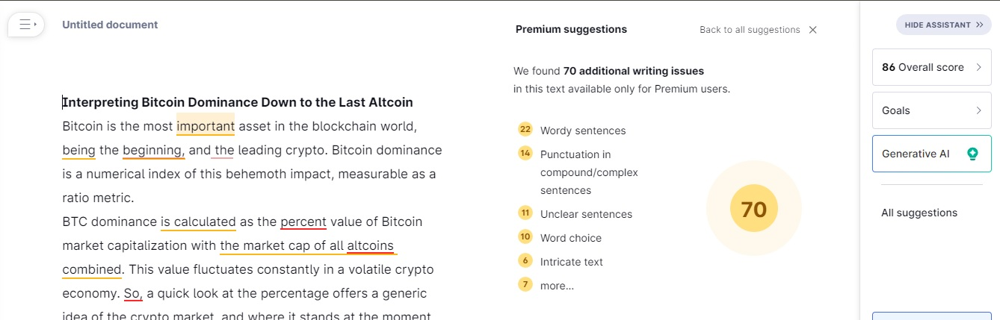 Untitled document
Interpreting Bitcoin Dominance Down to the Last Altcoin
Bitcoin is the most important asset in the blockchain world,
being the beginning, and the leading crypto. Bitcoin dominance
is a numerical index of this behemoth impact, measurable as a
ratio metric.
BTC dominance is calculated as the percent value of Bitcoin
market capitalization with the market cap of all altcoins
combined. This value fluctuates constantly in a volatile crypto
economy. So, a quick look at the percentage offers a generic
idea of the crypto market, and where it stands at the moment
Premium suggestions
Back to all suggestions
We found 70 additional writing issues
in this text available only for Premium users.
22 Wordy sentences
14 Punctuation in
compound/complex
sentences
11 Unclear sentences
10 Word choice
6 Intricate text
7 more...
70
HIDE ASSISTANT
86 Overall score
Goals
Generative AI
All suggestions